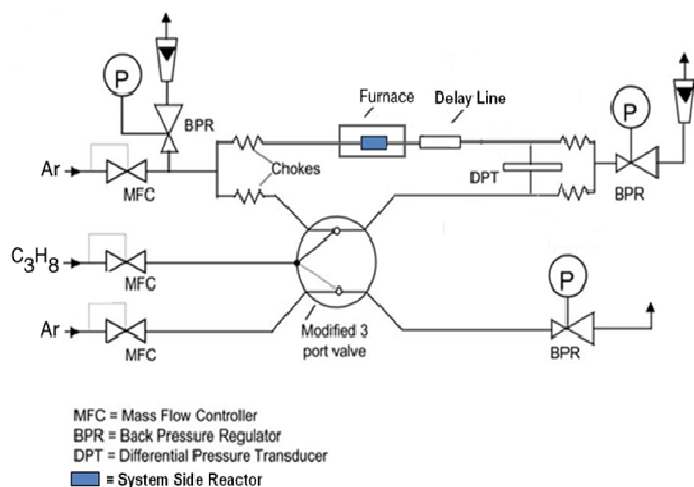 P
BPR
Furnace
Delay Line
P
Ar
MFC
Chokes
DPT
BPR
C3H8
MFC
P
Ar
MFC
Modified 3
port valve
BPR
MFC = Mass Flow Controller
BPR = Back Pressure Regulator
DPT = Differential Pressure Transducer
= System Side Reactor